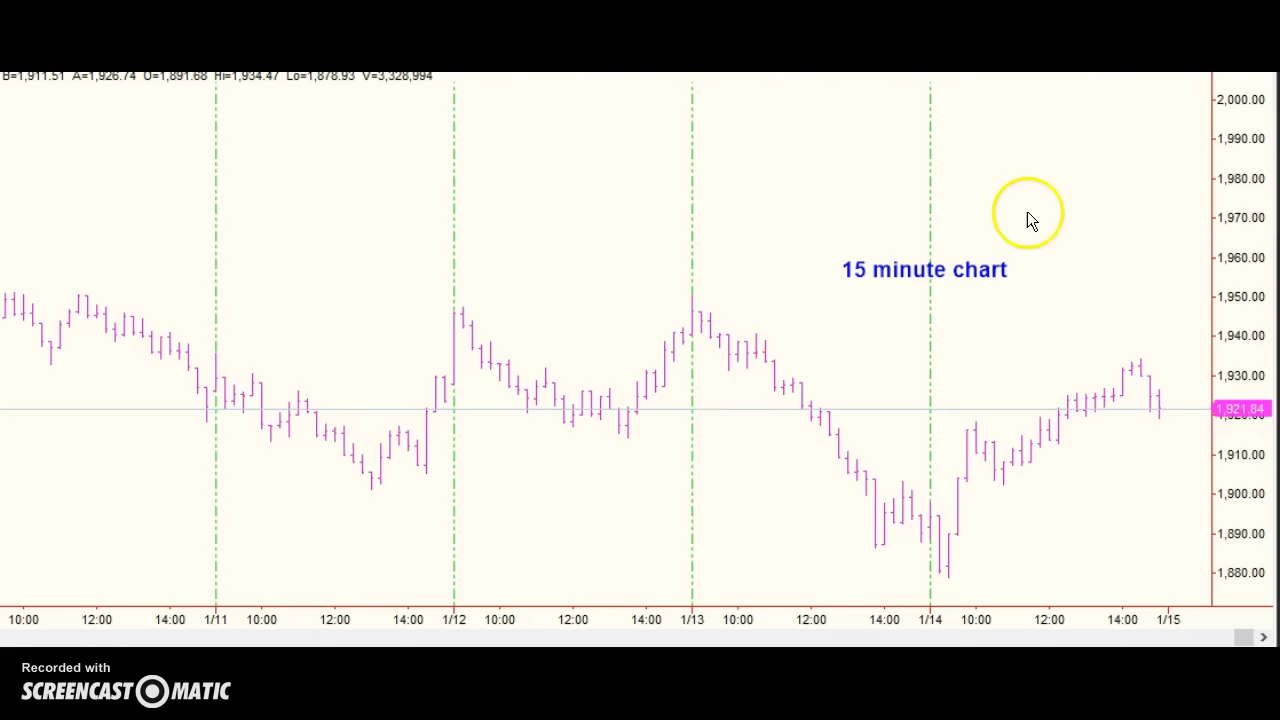 B=1,911.51 A=1,926.74 O=1,891.68 Hi=1,934.47 Lo=1,878.93 V=3,328,994
2,000.00
1,990.00
1,980.00
1,970.00
1,960.00
15 minute chart
1,950.00
1,940.00
1,930.00
1,921.84
1,910.00
1,900.00
1,890.00
1,880.00
10:00 12:00 14:00 1/11 10:00 12:00 14:00 1/12 10:00 12:00 14:00 1/13 10:00 12:00 14:00 1/14 10:00 12:00 14:00 1/15
Recorded with
SCREENCAST MATIC